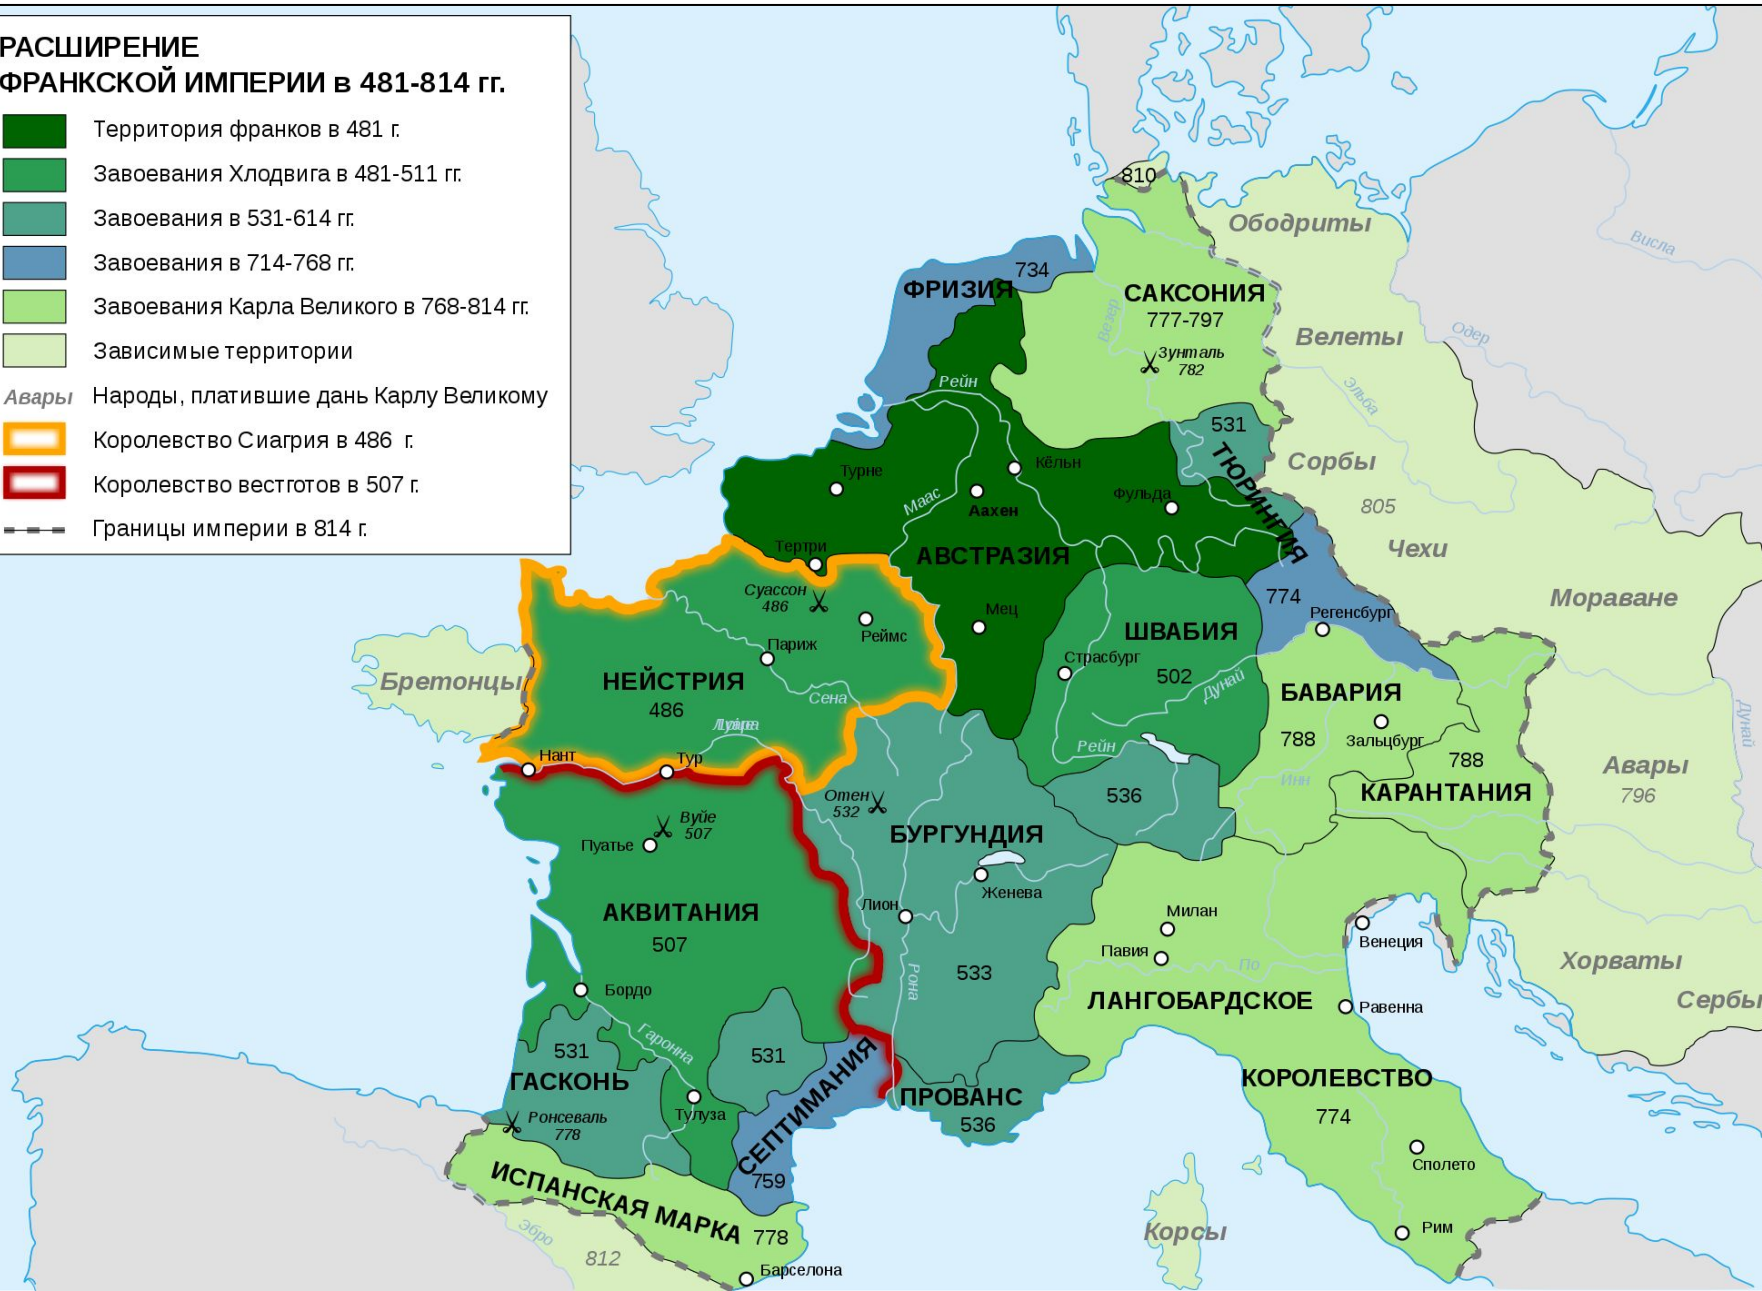 РАСШИРЕНИЕ
ФРАНКСКОЙ ИМПЕРИИ в 481-814 гг.
Территория франков в 481 г.
Завоевания Хлодвига в 481-511 гг.
Завоевания в 531-614 гг.
Завоевания в 714-768 гг.
Завоевания Карла Великого в 768-814 гг.
Зависимые территории
Авары Народы, платившие дань Карлу Великому
Королевство Сиагрия в 486 г.
Королевство вестготов в 507 г.
Границы империи в 814 г.
810
Ободриты
Висла
734
ФРИЗИЯ
САКСОНИЯ
777-797
Везер
Велеты
Одер
Зунталь
782
Рейн
Эльба
531
ТЮРИНГИЯ
Сорбы
805
Чехи
Турне
Кёльн
Маас
Аахен
Фульда
Тертри
АВСТРАЗИЯ
Суассон
486
Реймс
Мец
774
Регенсбург
Мораване
Париж
ШВАБИЯ
Страсбург
502
Дунай
Бретонцы
НЕЙСТРИЯ
486
Сена
БАВАРИЯ
788
Зальцбург
Дунай
Рейн
Нант
Тур
788
КАРАНТАНИЯ
Инн
Авары
796
536
Отен
532
Вуйе
507
Пуатье
БУРГУНДИЯ
Женева
Лион
АКВИТАНИЯ
507
Милан
Венеция
Павия
По
533
Рона
Хорваты
Сербы
Бордо
ЛАНГОБАРДСКОЕ
Равенна
Гаронна
531
531
ГАСКОНЬ
СЕПТИМАНИЯ
759
ПРОВАНС
536
КОРОЛЕВСТВО
774
Тулуза
Ронсеваль
778
Сполето
ИСПАНСКАЯ МАРКА
778
Эбро
812
Барселона
Корсы
Рим